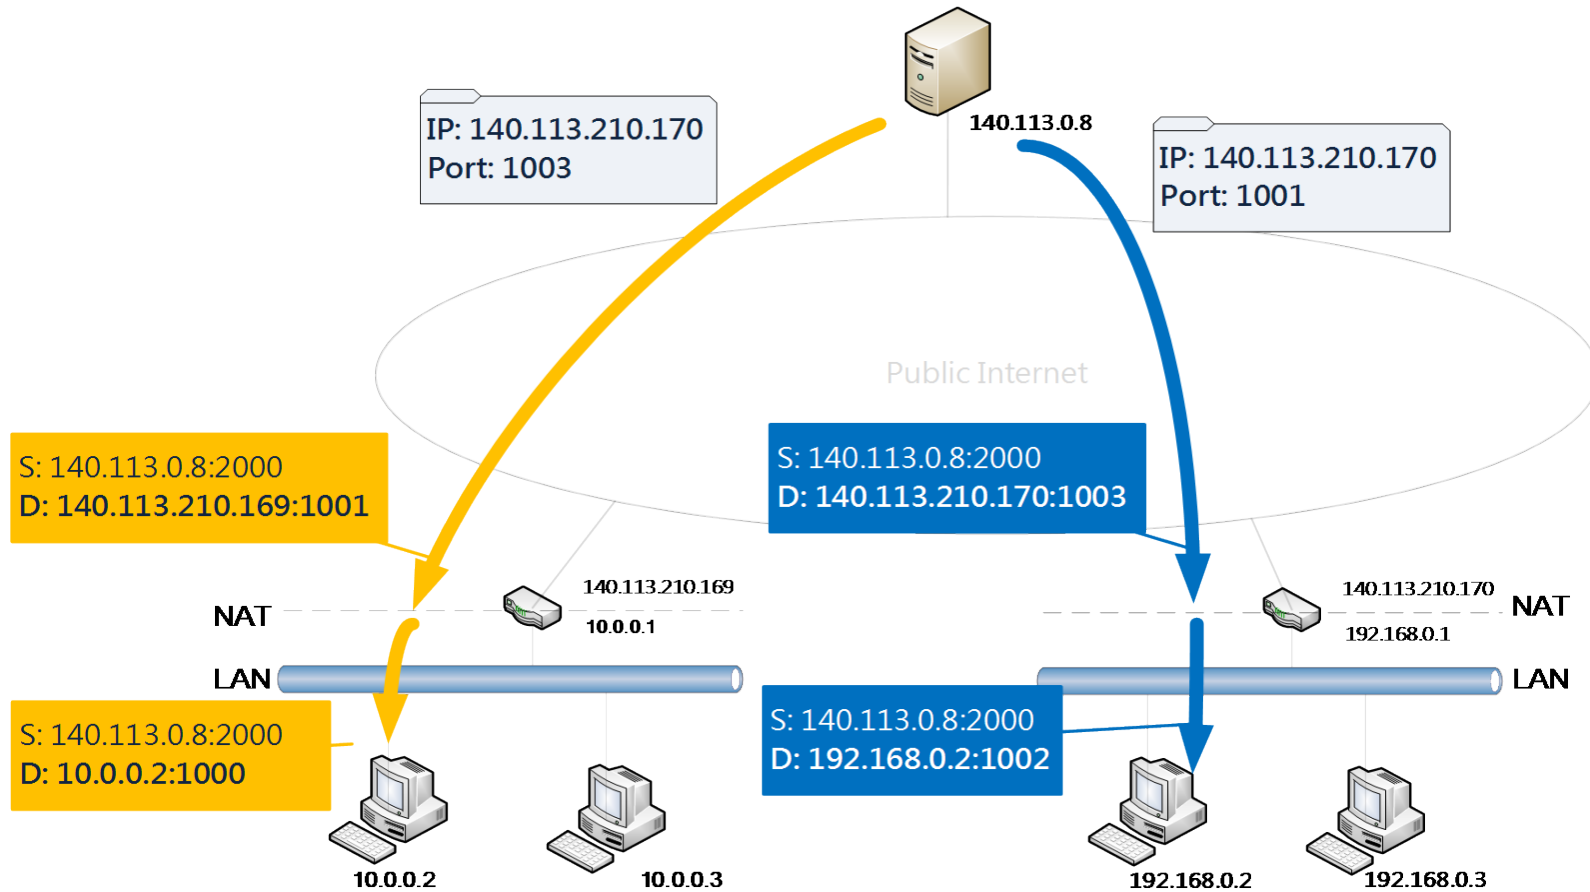 140.113.0.8
IP: 140.113.210.170
Port: 1003
IP: 140.113.210.170
Port: 1001
Public Internet
S: 140.113.0.8:2000
D: 140.113.210.169:1001
S: 140.113.0.8:2000
D: 140.113.210.170:1003
NAT
140.113.210.169
10.0.0.1
140.113.210.170
192.168.0.1
NAT
LAN
LAN
S: 140.113.0.8:2000
D: 10.0.0.2:1000
S: 140.113.0.8:2000
D: 192.168.0.2:1002
10.0.0.2
10.0.0.3
192.168.0.2
192.168.0.3